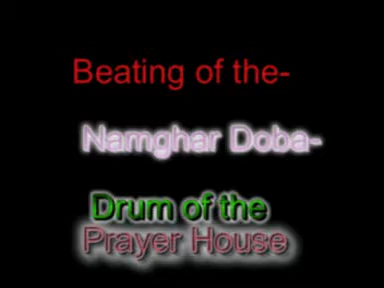 Beating of the-
Namghar Doba-
Drum of the
Prayer House